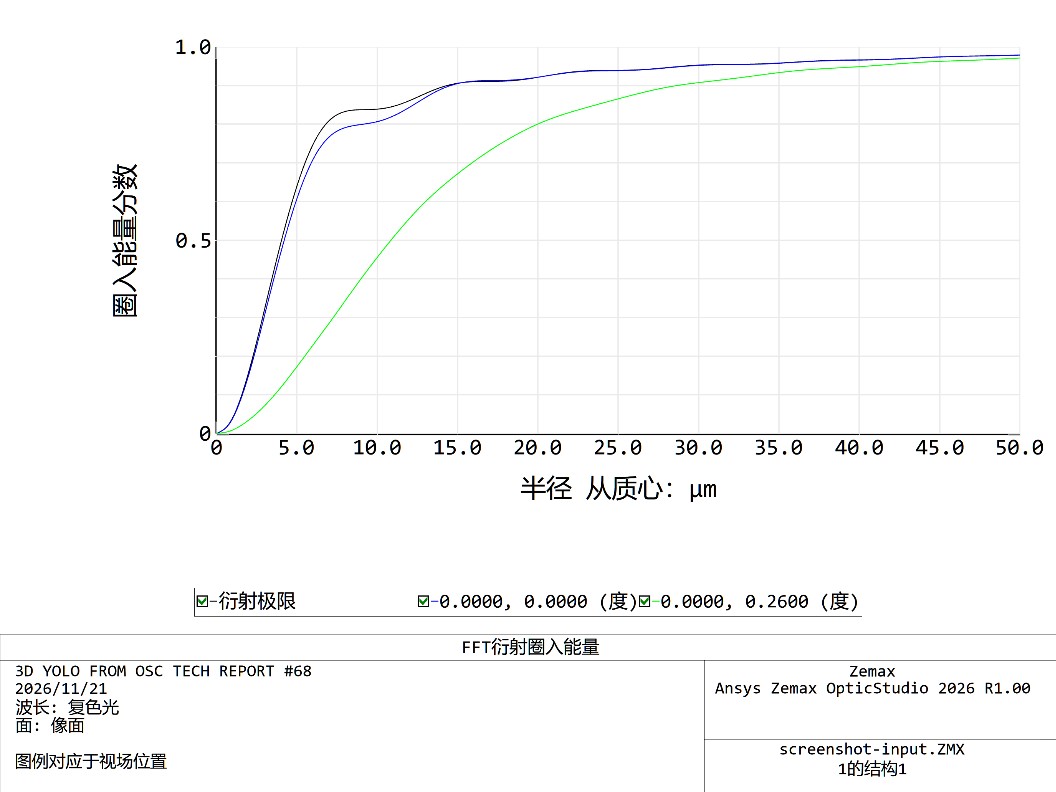 1.0
0.5
0
圈入能量分数
0 5.0 10.0 15.0 20.0 25.0 30.0 35.0 40.0 45.0 50.0
半径 从质心: µm
衍射极限 0.0000, 0.0000 (度) 0.0000, 0.2600 (度)
FFT衍射圈入能量
3D YOLO FROM OSC TECH REPORT #68
2026/11/21
波长: 复色光
面: 像面
图例对应于视场位置
Zemax
Ansys Zemax OpticStudio 2026 R1.00
screenshot-input.ZMX
1的结构1